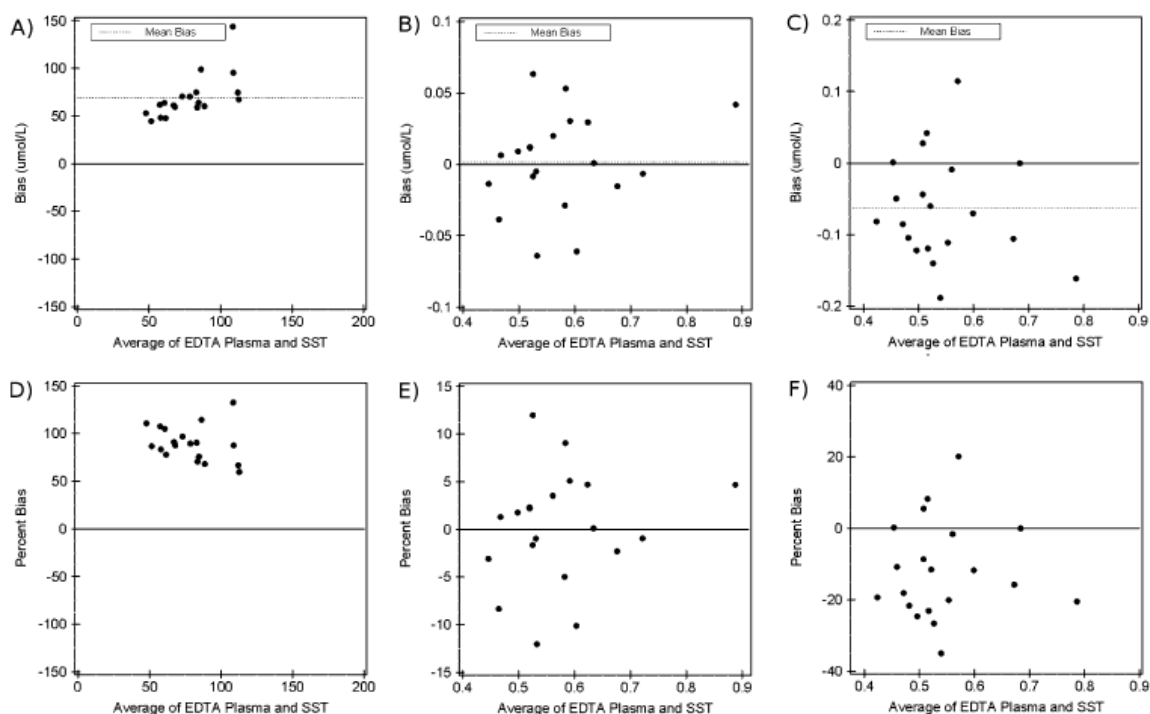 A)
Mean Bias
Bias (umol/L)
150
100
50
0
-50
-100
-150
0 50 100 150 200
Average of EDTA Plasma and SST
B)
Mean Bias
Bias (umol/L)
0.1
0.05
0
-0.05
-0.1
0.4 0.5 0.6 0.7 0.8 0.9
Average of EDTA Plasma and SST
C)
Mean Bias
Bias (umol/L)
0.2
0.1
0
-0.1
-0.2
0.4 0.5 0.6 0.7 0.8 0.9
Average of EDTA Plasma and SST
D)
Percent Bias
150
100
50
0
-50
-100
-150
0 50 100 150 200
Average of EDTA Plasma and SST
E)
Percent Bias
15
10
5
0
-5
-10
-15
0.4 0.5 0.6 0.7 0.8 0.9
Average of EDTA Plasma and SST
F)
Percent Bias
40
20
0
-20
-40
0.4 0.5 0.6 0.7 0.8 0.9
Average of EDTA Plasma and SST